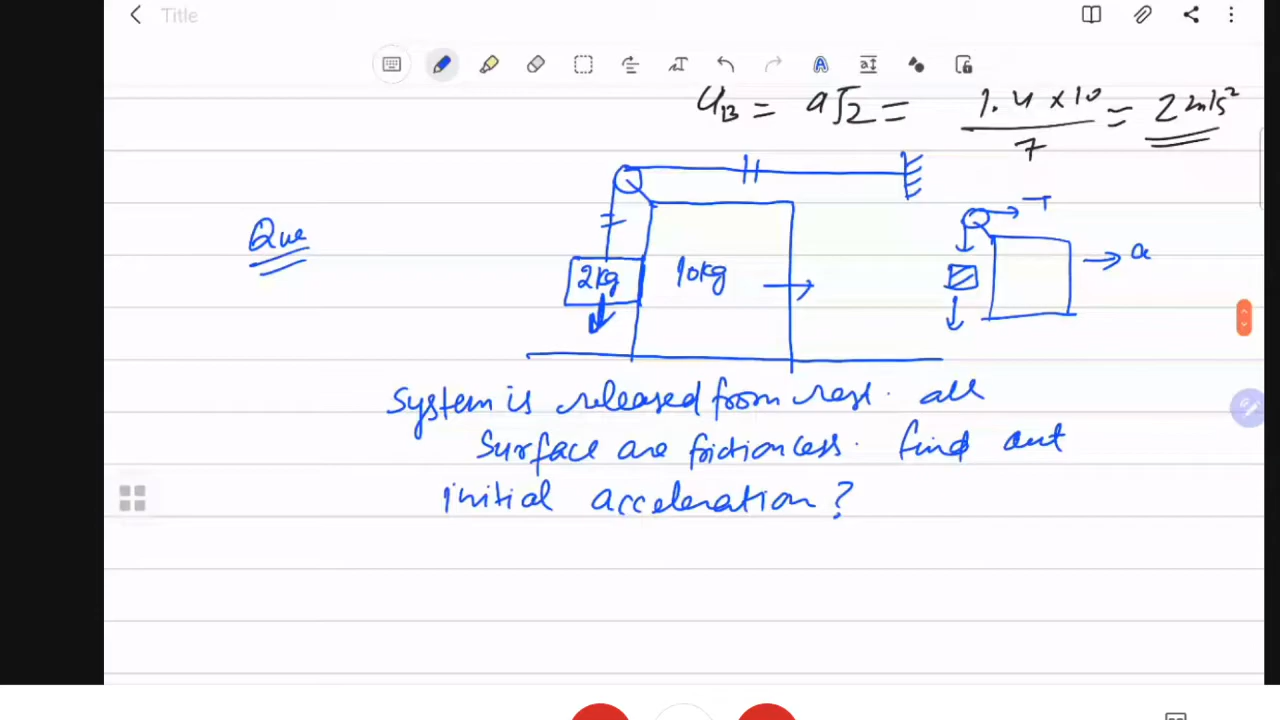 Title
aB = a√2 = 1.4 × 10 / 7 = 2 m/s²
T
Que
2kg
10kg
a
System is released from rest. all
surface are frictionless. find out
initial acceleration?